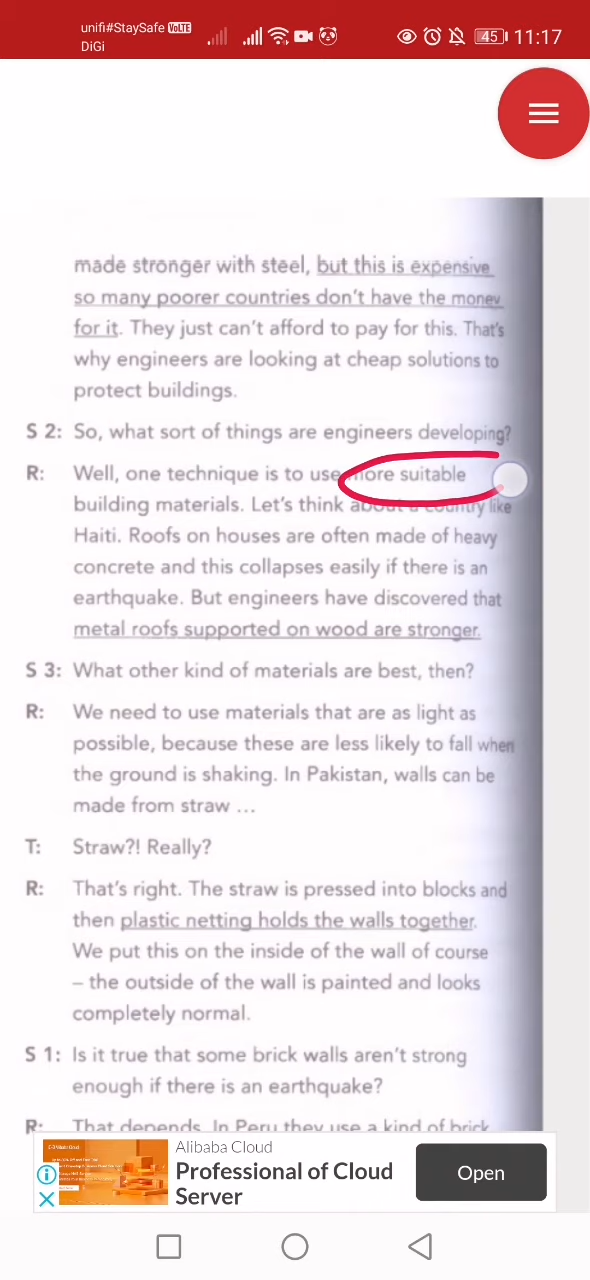 unifi#StaySafe VoLTE
DiGi
45 11:17
made stronger with steel, but this is expensive
so many poorer countries don't have the money
for it. They just can't afford to pay for this. That's
why engineers are looking at cheap solutions to
protect buildings.
S 2: So, what sort of things are engineers developing?
R: Well, one technique is to use more suitable
building materials. Let's think about a country like
Haiti. Roofs on houses are often made of heavy
concrete and this collapses easily if there is an
earthquake. But engineers have discovered that
metal roofs supported on wood are stronger.
S 3: What other kind of materials are best, then?
R: We need to use materials that are as light as
possible, because these are less likely to fall when
the ground is shaking. In Pakistan, walls can be
made from straw ...
T: Straw?! Really?
R: That's right. The straw is pressed into blocks and
then plastic netting holds the walls together.
We put this on the inside of the wall of course
– the outside of the wall is painted and looks
completely normal.
S 1: Is it true that some brick walls aren't strong
enough if there is an earthquake?
R: That depends. In Peru they use a kind of brick
Alibaba Cloud
Professional of Cloud
Server
Open